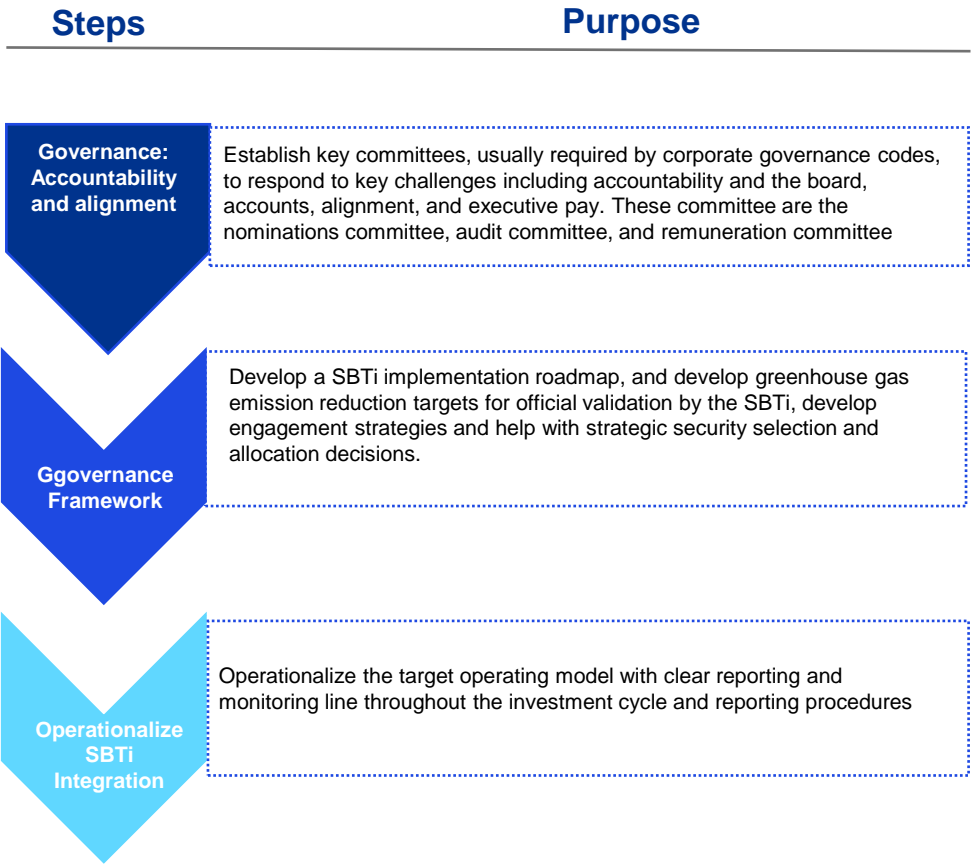 Steps
Purpose
Governance:
Accountability
and alignment
Establish key committees, usually required by corporate governance codes,
to respond to key challenges including accountability and the board,
accounts, alignment, and executive pay. These committee are the
nominations committee, audit committee, and remuneration committee
Ggovernance
Framework
Develop a SBTi implementation roadmap, and develop greenhouse gas
emission reduction targets for official validation by the SBTi, develop
engagement strategies and help with strategic security selection and
allocation decisions.
Operationalize
SBTi
Integration
Operationalize the target operating model with clear reporting and
monitoring line throughout the investment cycle and reporting procedures